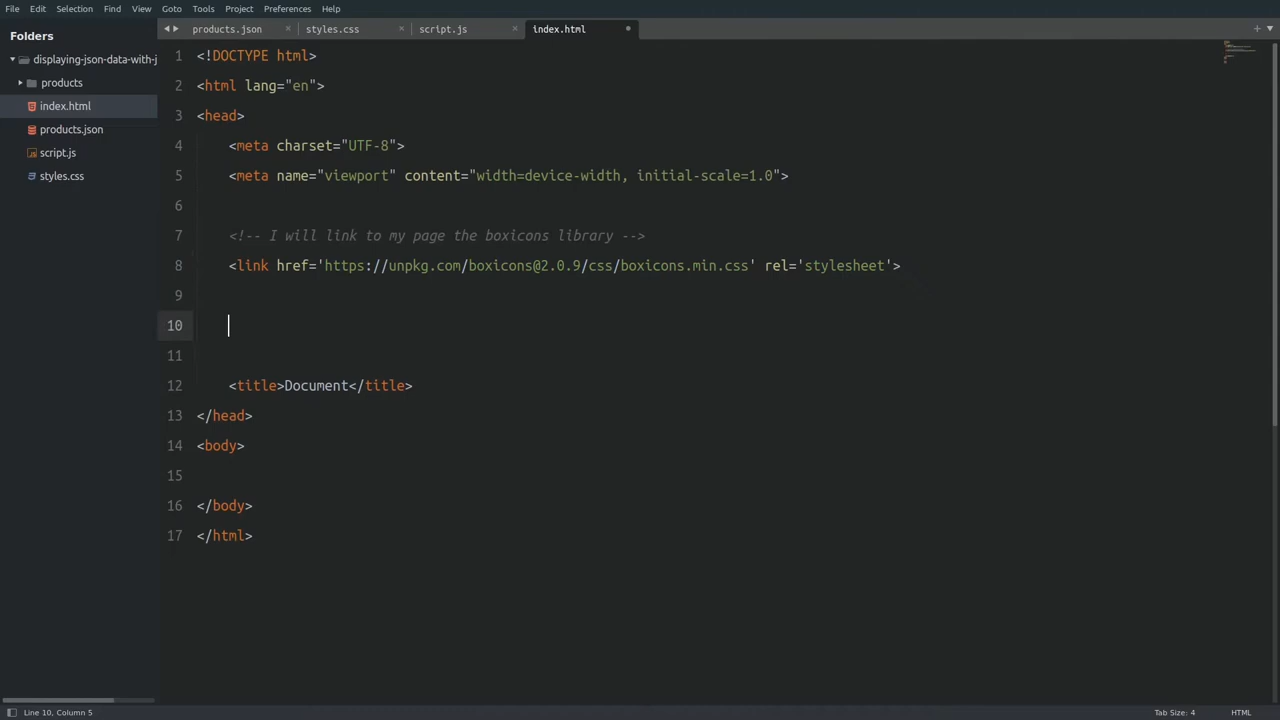 File Edit Selection Find View Goto Tools Project Preferences Help
Folders
displaying-json-data-with-j
products
index.html
products.json
script.js
styles.css
products.json × styles.css × script.js × index.html
1 <!DOCTYPE html>
2 <html lang="en">
3 <head>
4 <meta charset="UTF-8">
5 <meta name="viewport" content="width=device-width, initial-scale=1.0">
6
7 <!-- I will link to my page the boxicons library -->
8 <link href='https://unpkg.com/boxicons@2.0.9/css/boxicons.min.css' rel='stylesheet'>
9
10
11
12 <title>Document</title>
13 </head>
14 <body>
15
16 </body>
17 </html>
Line 10, Column 5
Tab Size: 4
HTML